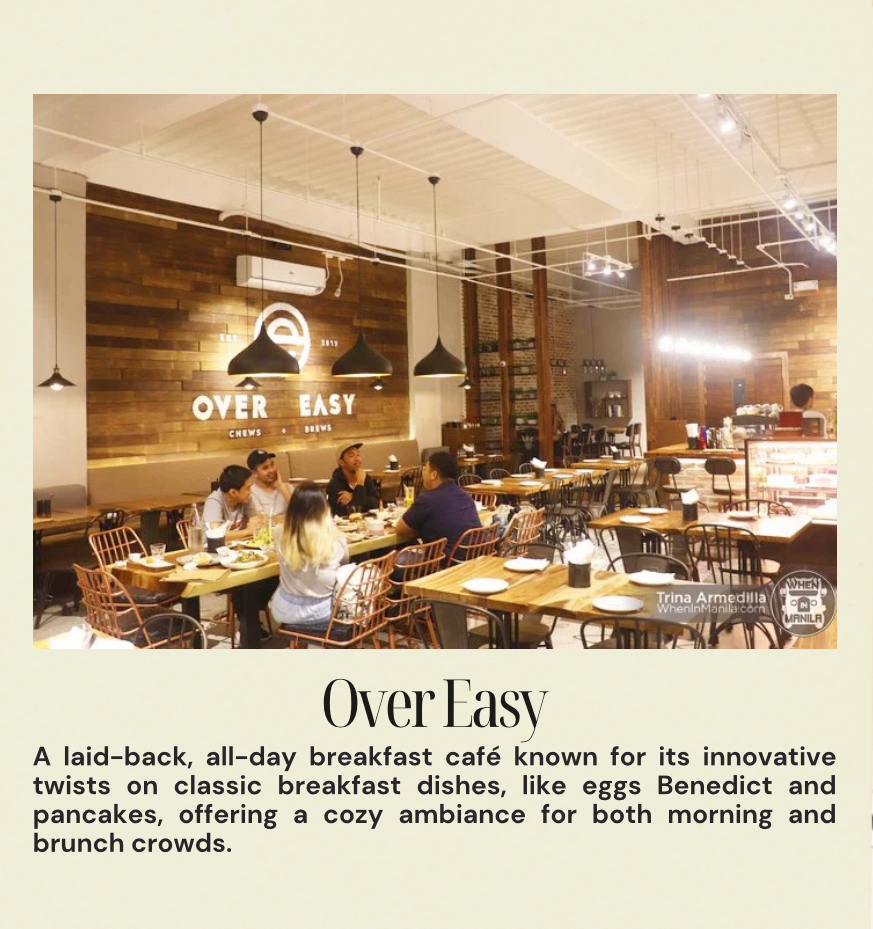 EST 2017
OVER EASY
CHEWS + BREWS
Trina Armedilla
WhenInManila.com
WHEN
IN
MANILA
Over Easy
A laid-back, all-day breakfast café known for its innovative
twists on classic breakfast dishes, like eggs Benedict and
pancakes, offering a cozy ambiance for both morning and
brunch crowds.